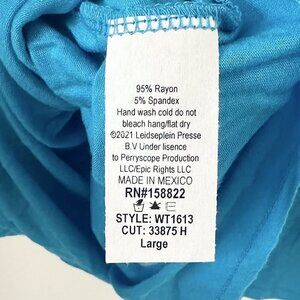 95% Rayon
5% Spandex
Hand wash cold do not
bleach hang/flat dry
©2021 Leidseplein Presse
B.V Under lisence
to Perryscope Production
LLC/Epic Rights LLC
MADE IN MEXICO
RN#158822
STYLE: WT1613
CUT: 33875 H
Large